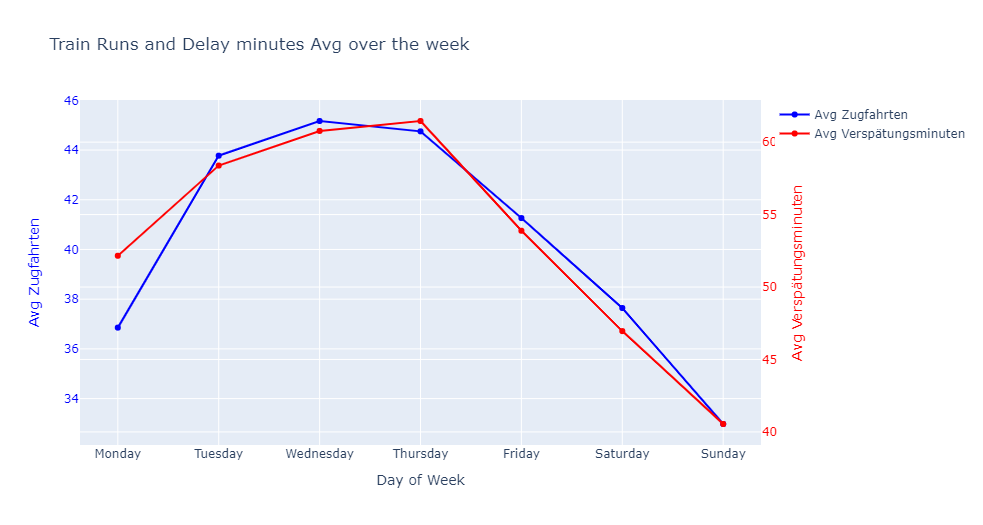 Train Runs and Delay minutes Avg over the week
Avg Zugfahrten
Avg Verspätungsminuten
46
44
42
40
38
36
34
Avg Zugfahrten
60
55
50
45
40
Avg Verspätungsminuten
Monday Tuesday Wednesday Thursday Friday Saturday Sunday
Day of Week